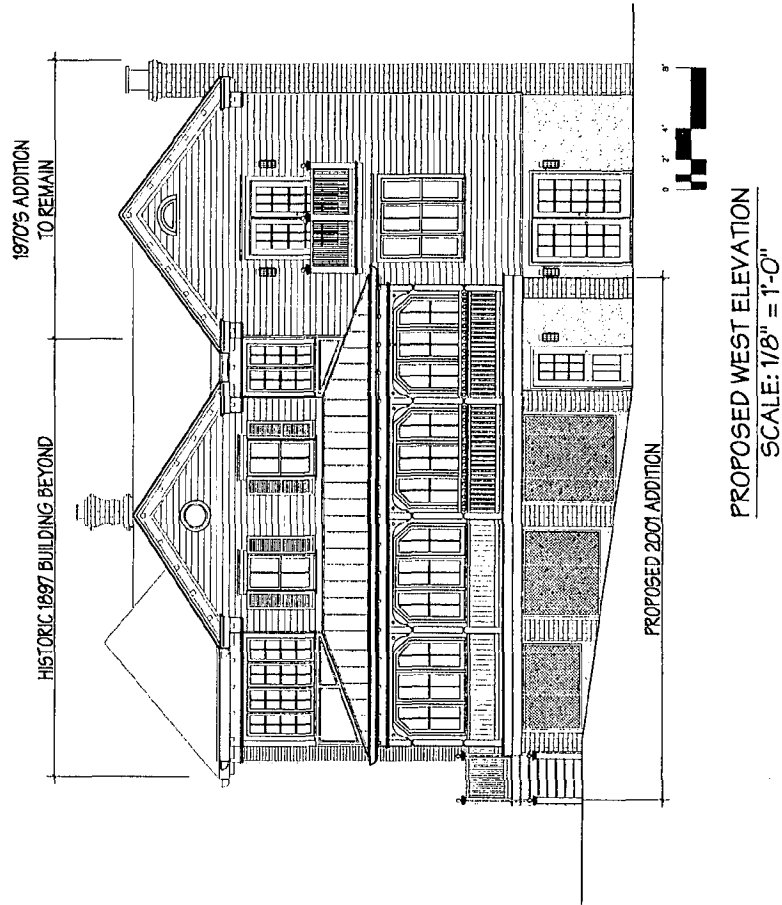 HISTORIC 1897 BUILDING BEYOND
1970'S ADDITION
TO REMAIN
PROPOSED 2001 ADDITION
0 2' 4' 8'
PROPOSED WEST ELEVATION
SCALE: 1/8" = 1'-0"